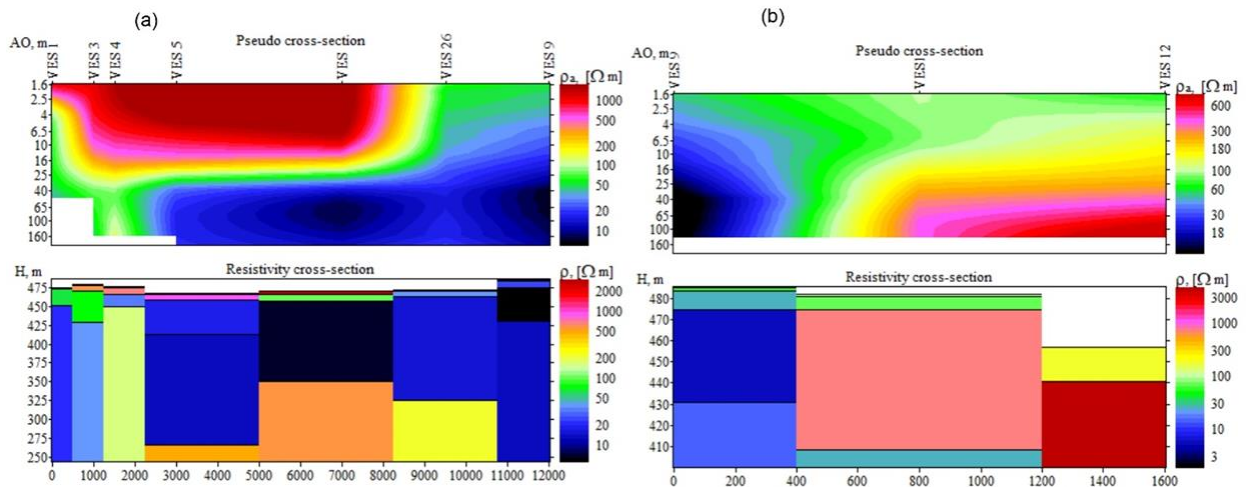 (a)
(b)
AO, m
VES 1
VES 3
VES 4
VES 5
VES
VES 26
VES 9
Pseudo cross-section
ρa, [Ω m]
1.6
2.5
4
6.5
10
16
25
40
65
100
160
1000
500
200
100
50
20
10
AO, m
VES 9
VES1
VES 12
Pseudo cross-section
ρa, [Ω m]
1.6
2.5
4
6.5
10
16
25
40
65
100
160
600
300
180
100
60
30
18
H, m
Resistivity cross-section
ρ, [Ω m]
475
450
425
400
375
350
325
300
275
250
0 1000 2000 3000 4000 5000 6000 7000 8000 9000 10000 11000 12000
2000
1000
500
200
100
50
20
10
H, m
Resistivity cross-section
ρ, [Ω m]
480
470
460
450
440
430
420
410
0 200 400 600 800 1000 1200 1400 1600
3000
1000
300
100
30
10
3